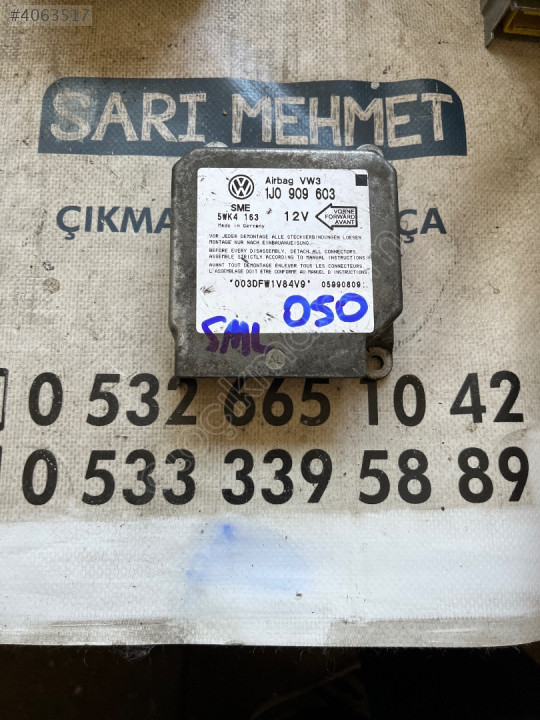 #4063517
SARI MEHMET
ÇIKMA
ÇA
Airbag VW3
1J0 909 603
SME
5WK4 163
Made in Germany
12V
VORNE
FORWARD
AVANT
VOR JEDER DEMONTAGE ALLE STECKVERBINDUNGEN LOESEN
MONTAGE NUR NACH EINBAUANWEISUNG.
BEFORE EVERY DISASSEMBLY, DETACH ALL CONNECTORS.
ASSEMBLE STRICTLY ACCORDING TO MANUAL INSTRUCTIONS
AVANT TOUT DEMONTAGE ENLEVER TOUS LES CONNECTEURS
L'ASSEMBLAGE DOIT ETRE CONFORME AU MANUEL D INSTRUCTIONS.
*003DFW1V84V9*
05990809
SML
050
0 532 665 10 42
0 533 339 58 89